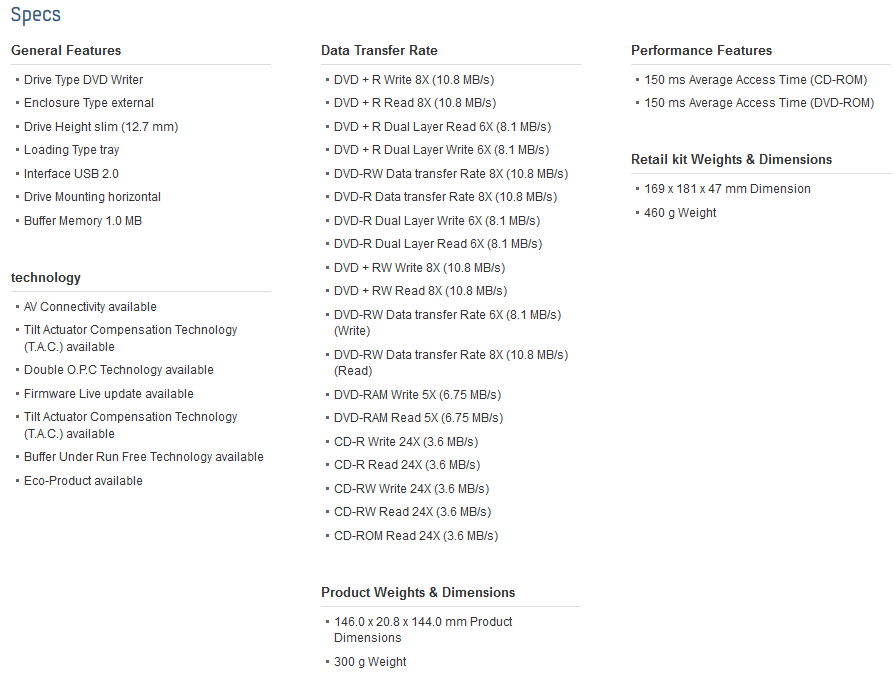 Specs
General Features
Drive Type DVD Writer
Enclosure Type external
Drive Height slim (12.7 mm)
Loading Type tray
Interface USB 2.0
Drive Mounting horizontal
Buffer Memory 1.0 MB
technology
AV Connectivity available
Tilt Actuator Compensation Technology
(T.A.C.) available
Double O.P.C Technology available
Firmware Live update available
Tilt Actuator Compensation Technology
(T.A.C.) available
Buffer Under Run Free Technology available
Eco-Product available
Data Transfer Rate
DVD + R Write 8X (10.8 MB/s)
DVD + R Read 8X (10.8 MB/s)
DVD + R Dual Layer Read 6X (8.1 MB/s)
DVD + R Dual Layer Write 6X (8.1 MB/s)
DVD-RW Data transfer Rate 8X (10.8 MB/s)
DVD-R Data transfer Rate 8X (10.8 MB/s)
DVD-R Dual Layer Write 6X (8.1 MB/s)
DVD-R Dual Layer Read 6X (8.1 MB/s)
DVD + RW Write 8X (10.8 MB/s)
DVD + RW Read 8X (10.8 MB/s)
DVD-RW Data transfer Rate 6X (8.1 MB/s)
(Write)
DVD-RW Data transfer Rate 8X (10.8 MB/s)
(Read)
DVD-RAM Write 5X (6.75 MB/s)
DVD-RAM Read 5X (6.75 MB/s)
CD-R Write 24X (3.6 MB/s)
CD-R Read 24X (3.6 MB/s)
CD-RW Write 24X (3.6 MB/s)
CD-RW Read 24X (3.6 MB/s)
CD-ROM Read 24X (3.6 MB/s)
Product Weights & Dimensions
146.0 x 20.8 x 144.0 mm Product
Dimensions
300 g Weight
Performance Features
150 ms Average Access Time (CD-ROM)
150 ms Average Access Time (DVD-ROM)
Retail kit Weights & Dimensions
169 x 181 x 47 mm Dimension
460 g Weight